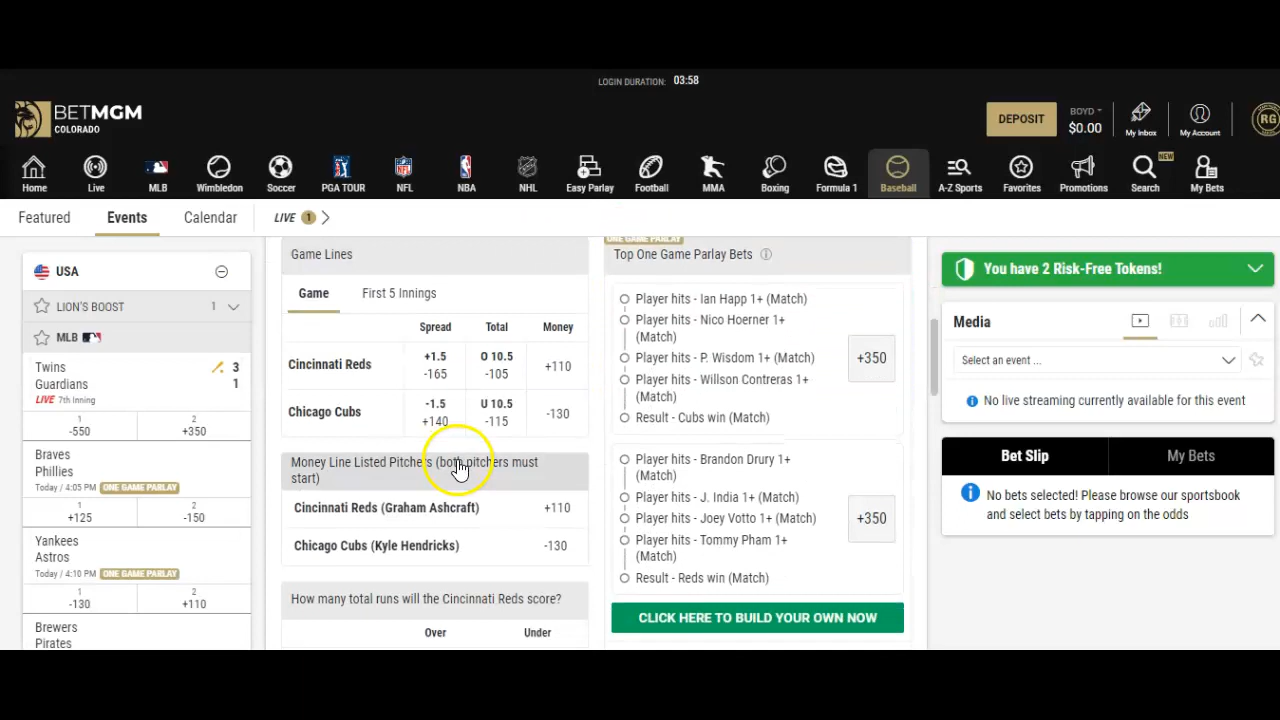 LOGIN DURATION: 03:58
BETMGM
COLORADO
DEPOSIT
BOYD
$0.00
My Inbox
My Account
RG
Home
Live
MLB
Wimbledon
Soccer
PGA TOUR
NFL
NBA
NHL
Easy Parlay
Football
MMA
Boxing
Formula 1
Baseball
A-Z Sports
Favorites
Promotions
NEW
Search
My Bets
Featured
Events
Calendar
LIVE 1
USA
LION'S BOOST 1
MLB
Twins 3
Guardians 1
LIVE 7th Inning
1 2
-550 +350
Braves
Phillies
Today / 4:05 PM ONE GAME PARLAY
1 2
+125 -150
Yankees
Astros
Today / 4:10 PM ONE GAME PARLAY
1 2
-130 +110
Brewers
Pirates
Game Lines
Game First 5 Innings
Spread Total Money
Cincinnati Reds +1.5 -165 O 10.5 -105 +110
Chicago Cubs -1.5 +140 U 10.5 -115 -130
Money Line Listed Pitchers (both pitchers must
start)
Cincinnati Reds (Graham Ashcraft) +110
Chicago Cubs (Kyle Hendricks) -130
How many total runs will the Cincinnati Reds score?
Over Under
ONE GAME PARLAY
Top One Game Parlay Bets
Player hits - Ian Happ 1+ (Match)
Player hits - Nico Hoerner 1+
(Match)
Player hits - P. Wisdom 1+ (Match)
Player hits - Willson Contreras 1+
(Match)
Result - Cubs win (Match)
+350
Player hits - Brandon Drury 1+
(Match)
Player hits - J. India 1+ (Match)
Player hits - Joey Votto 1+ (Match)
Player hits - Tommy Pham 1+
(Match)
Result - Reds win (Match)
+350
CLICK HERE TO BUILD YOUR OWN NOW
You have 2 Risk-Free Tokens!
Media
Select an event ...
No live streaming currently available for this event
Bet Slip My Bets
No bets selected! Please browse our sportsbook
and select bets by tapping on the odds